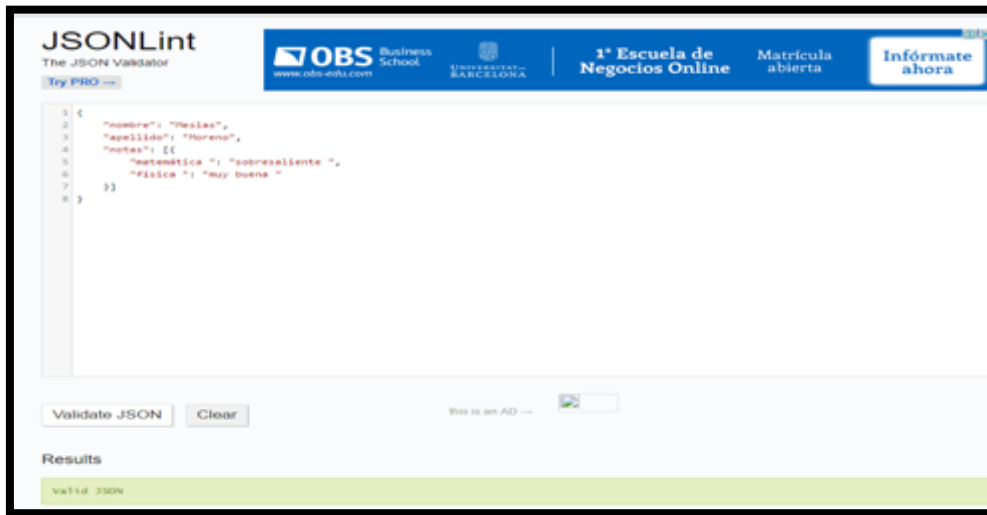 JSONLint
The JSON Validator
Try PRO →
OBS Business School
www.obs-edu.com
UNIVERSITAT DE BARCELONA
1ª Escuela de
Negocios Online
Matrícula
abierta
Infórmate
ahora
1 {
2 "nombre": "Mesias",
3 "apellido": "Moreno",
4 "notas": [{
5 "matemática ": "sobresaliente ",
6 "física ": "muy buena "
7 }]
8 }
Validate JSON
Clear
this is an AD →
Results
Valid JSON